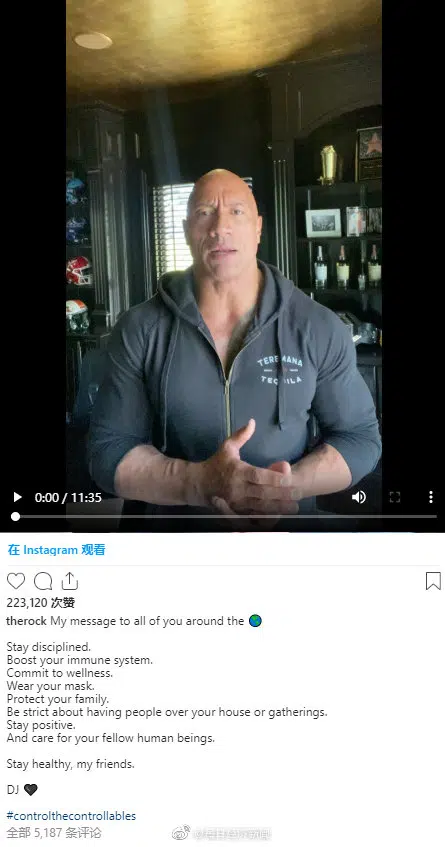 TEREMANA
TEQUILA
0:00 / 11:35
在 Instagram 观看
223,120 次赞
therock My message to all of you around the
Stay disciplined.
Boost your immune system.
Commit to wellness.
Wear your mask.
Protect your family.
Be strict about having people over your house or gatherings.
Stay positive.
And care for your fellow human beings.
Stay healthy, my friends.
DJ
#controlthecontrollables
全部 5,187 条评论